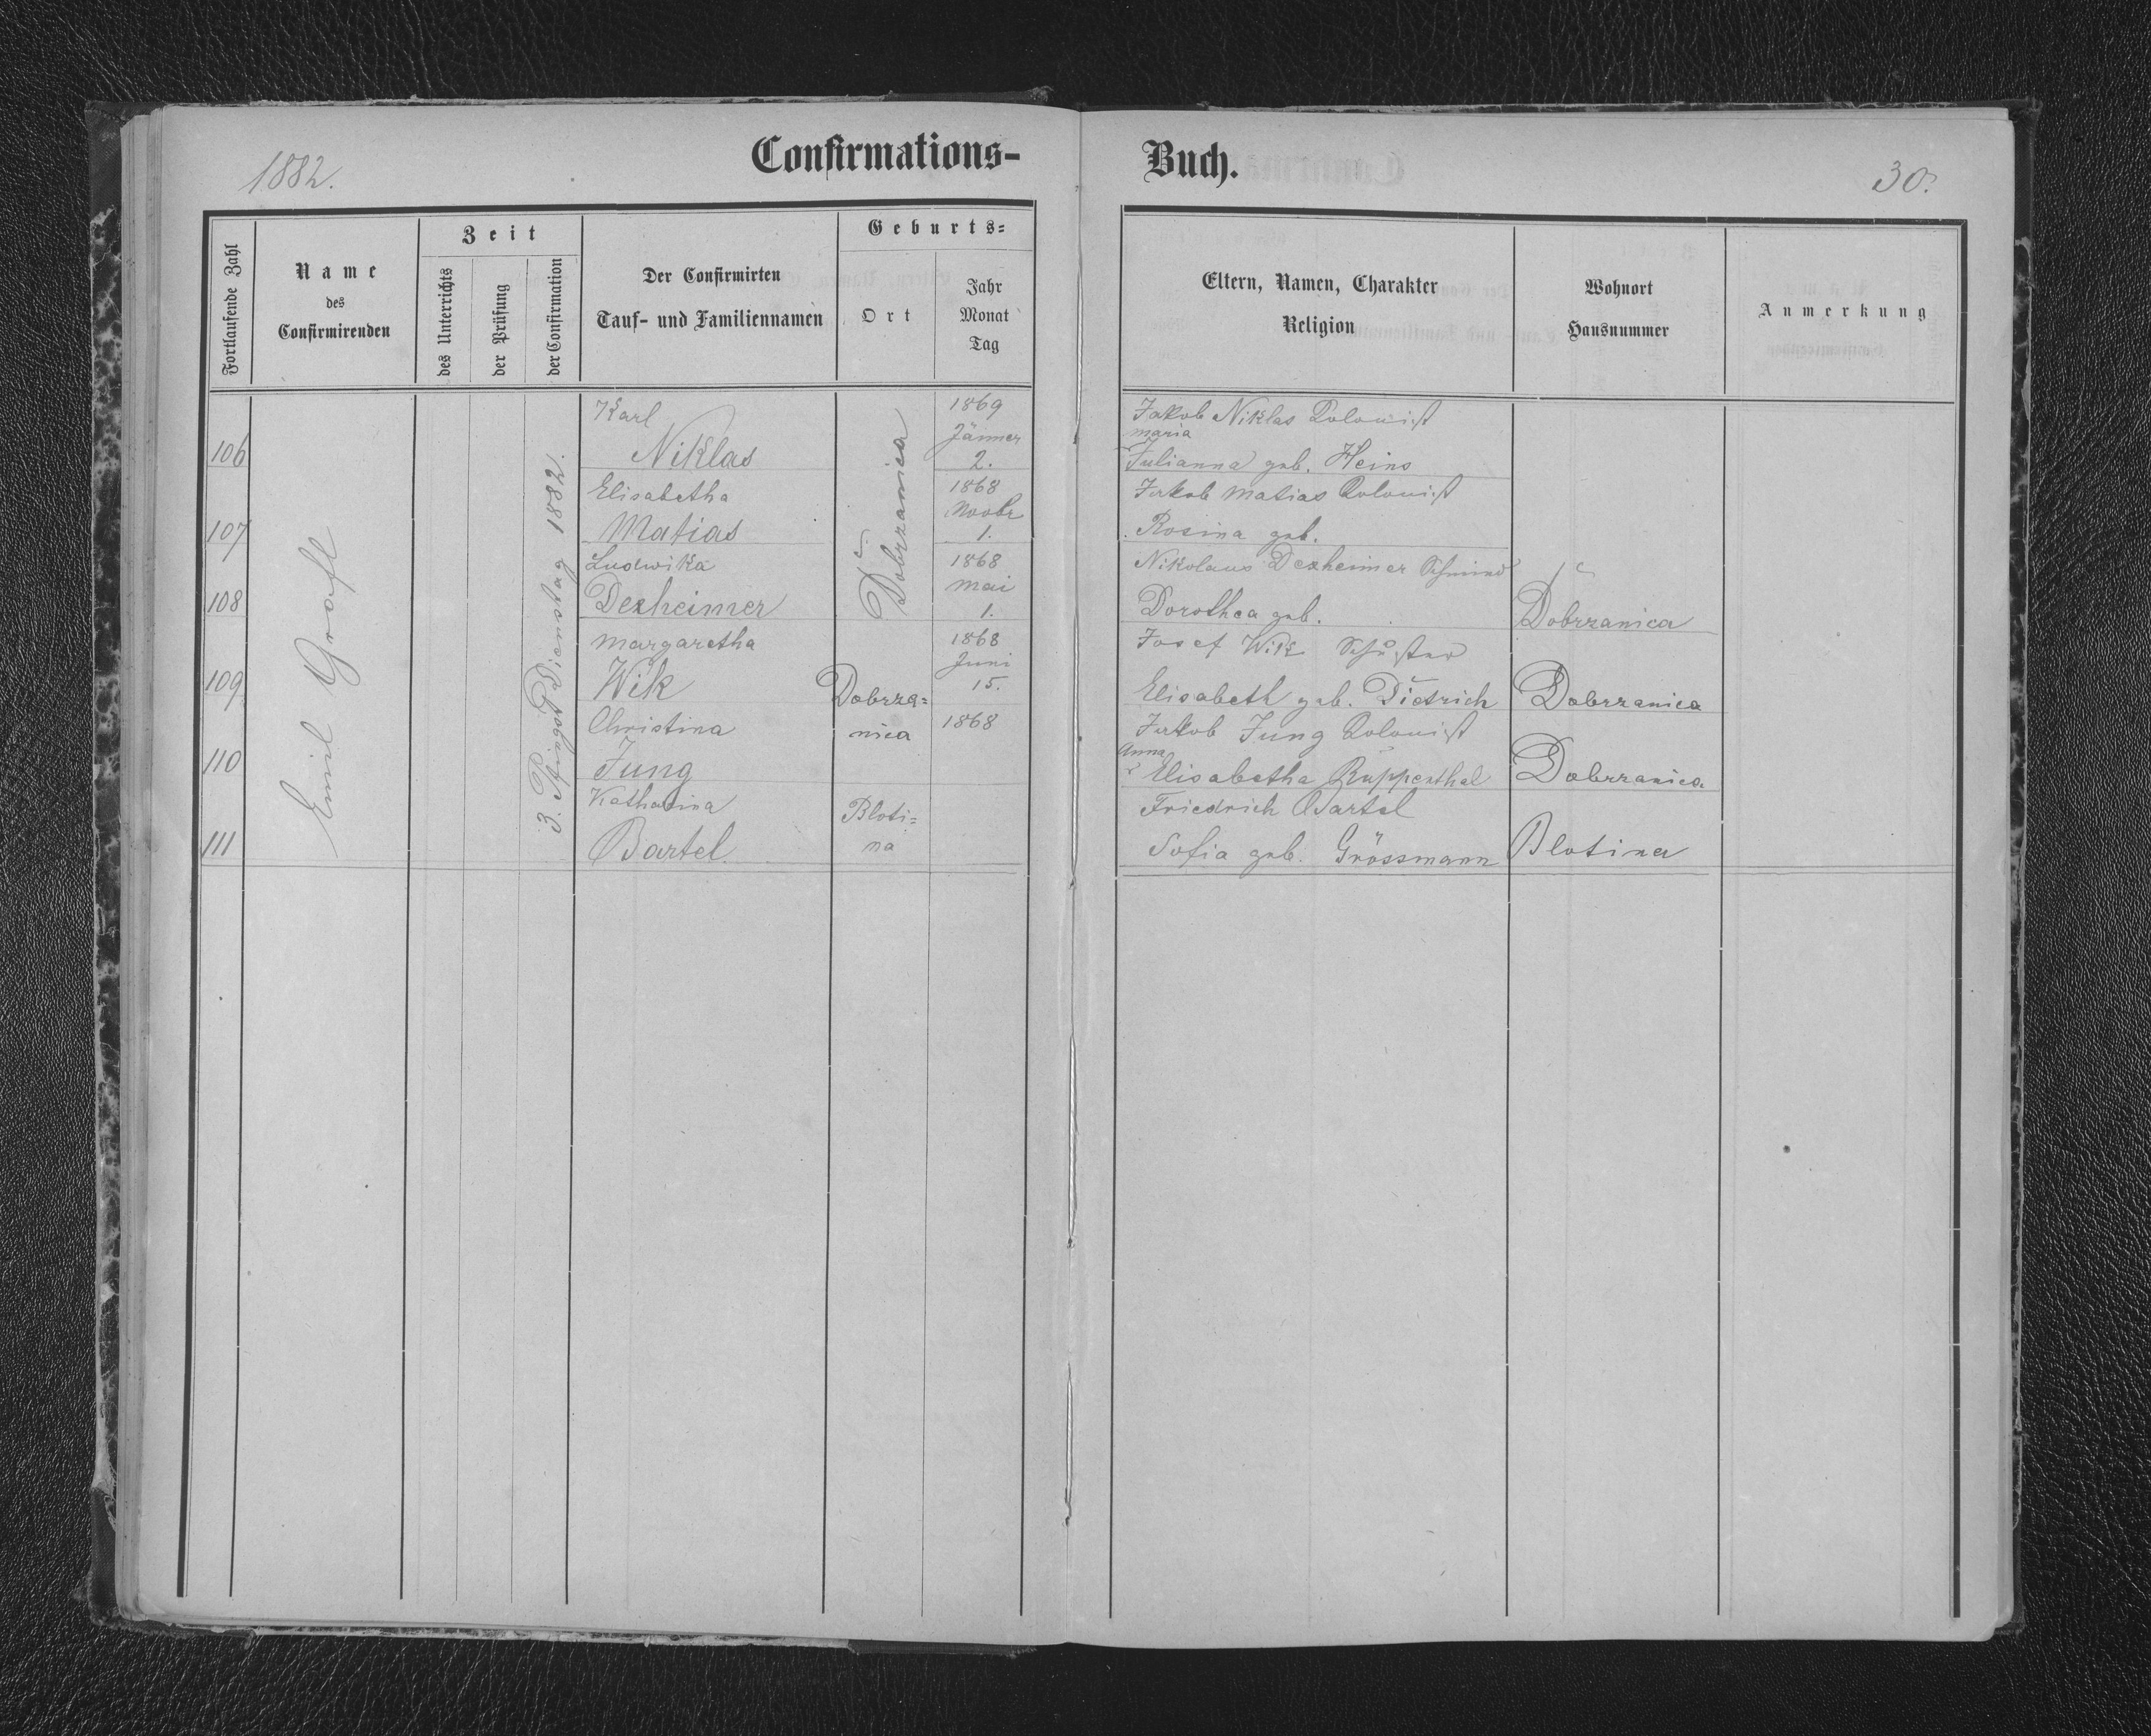 1882.
Confirmations-
Buch.
30.
Fortlaufende Zahl
Name
des
Confirmirenden
Zeit
des Unterrichts
der Prüfung
der Confirmation
Der Confirmirten
Tauf- und Familiennamen
Geburts-
Ort
Jahr
Monat
Tag
Eltern, Namen, Charakter
Religion
Wohnort
Hausnummer
Anmerkung
Emil Grafl
3. Pfingst Dienstag 1882.
Dobrzanica
106
Karl
Niklas
1869
Jänner
2.
Jakob Niklas Kolonist
Maria
Julianna geb. Heins
107
Elisabetha
Matias
1868
Novbr
1.
Jakob Matias Kolonist
Rosina geb.
108
Ludwika
Dexheimer
1868
Mai
1.
Nikolaus Dexheimer Schmied
Dorothea geb.
Dobrzanica
109
Margaretha
Wik
Dobrza=
1868
Juni
15.
Josef Wik Schuster
Elisabeth geb. Dietrich
Dobrzanica
110
Christina
Jung
nica
1868
Jakob Jung Kolonist
Anna
Elisabetha Ruppenthal
Dobrzanica
111
Katharina
Bartel
Bloti=
na
Friedrich Bartel
Sofia geb. Grössmann
Blotina